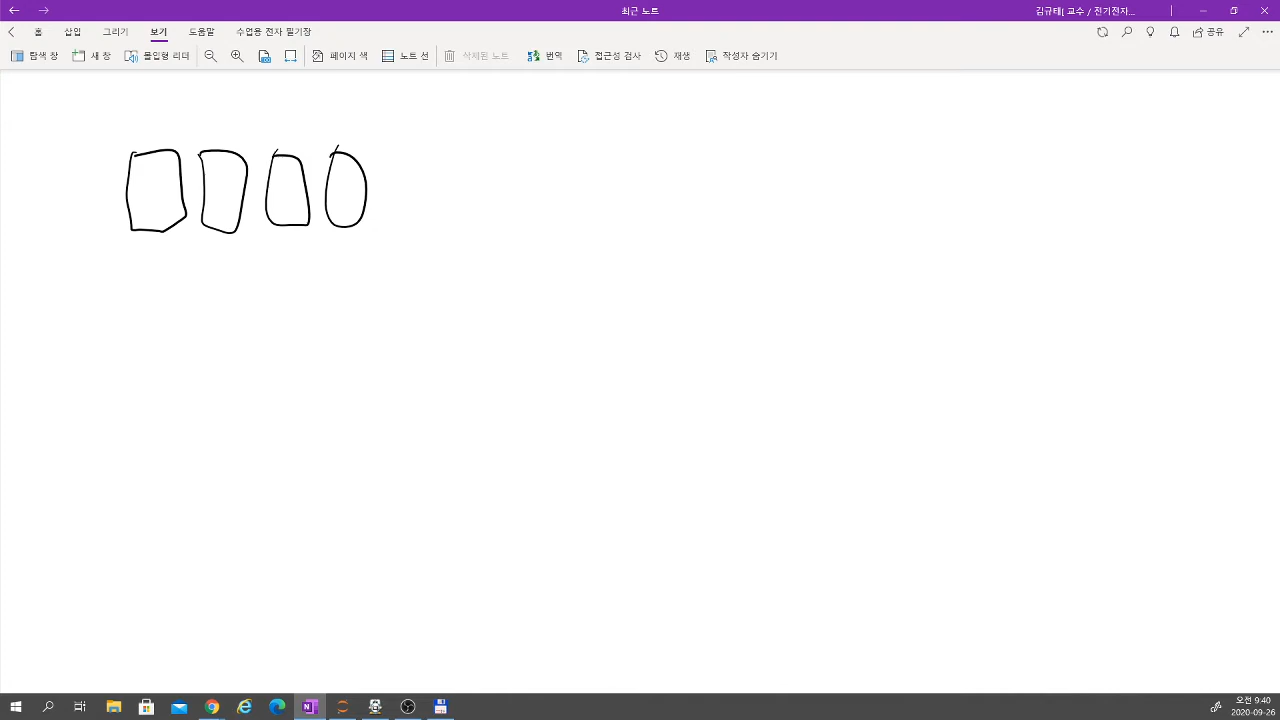 최근 노트
김규태( 교수 / 전기전자...
홈 삽입 그리기 보기 도움말 수업용 전자 필기장
공유
탐색 창 새 창 몰입형 리더 페이지 색 노트 선 삭제된 노트 번역 접근성 검사 재생 작성자 숨기기
오전 9:40
2020-09-26